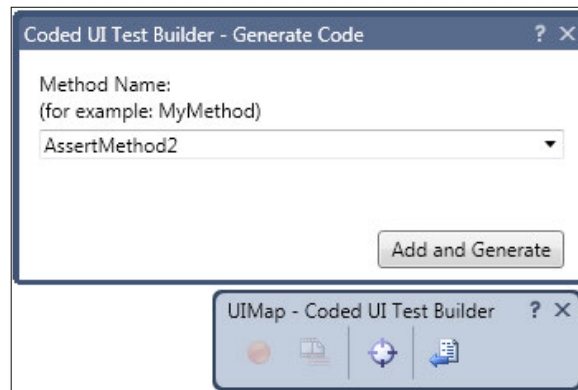 Coded UI Test Builder - Generate Code ? X
Method Name:
(for example: MyMethod)
AssertMethod2
Add and Generate
UIMap - Coded UI Test Builder ? X